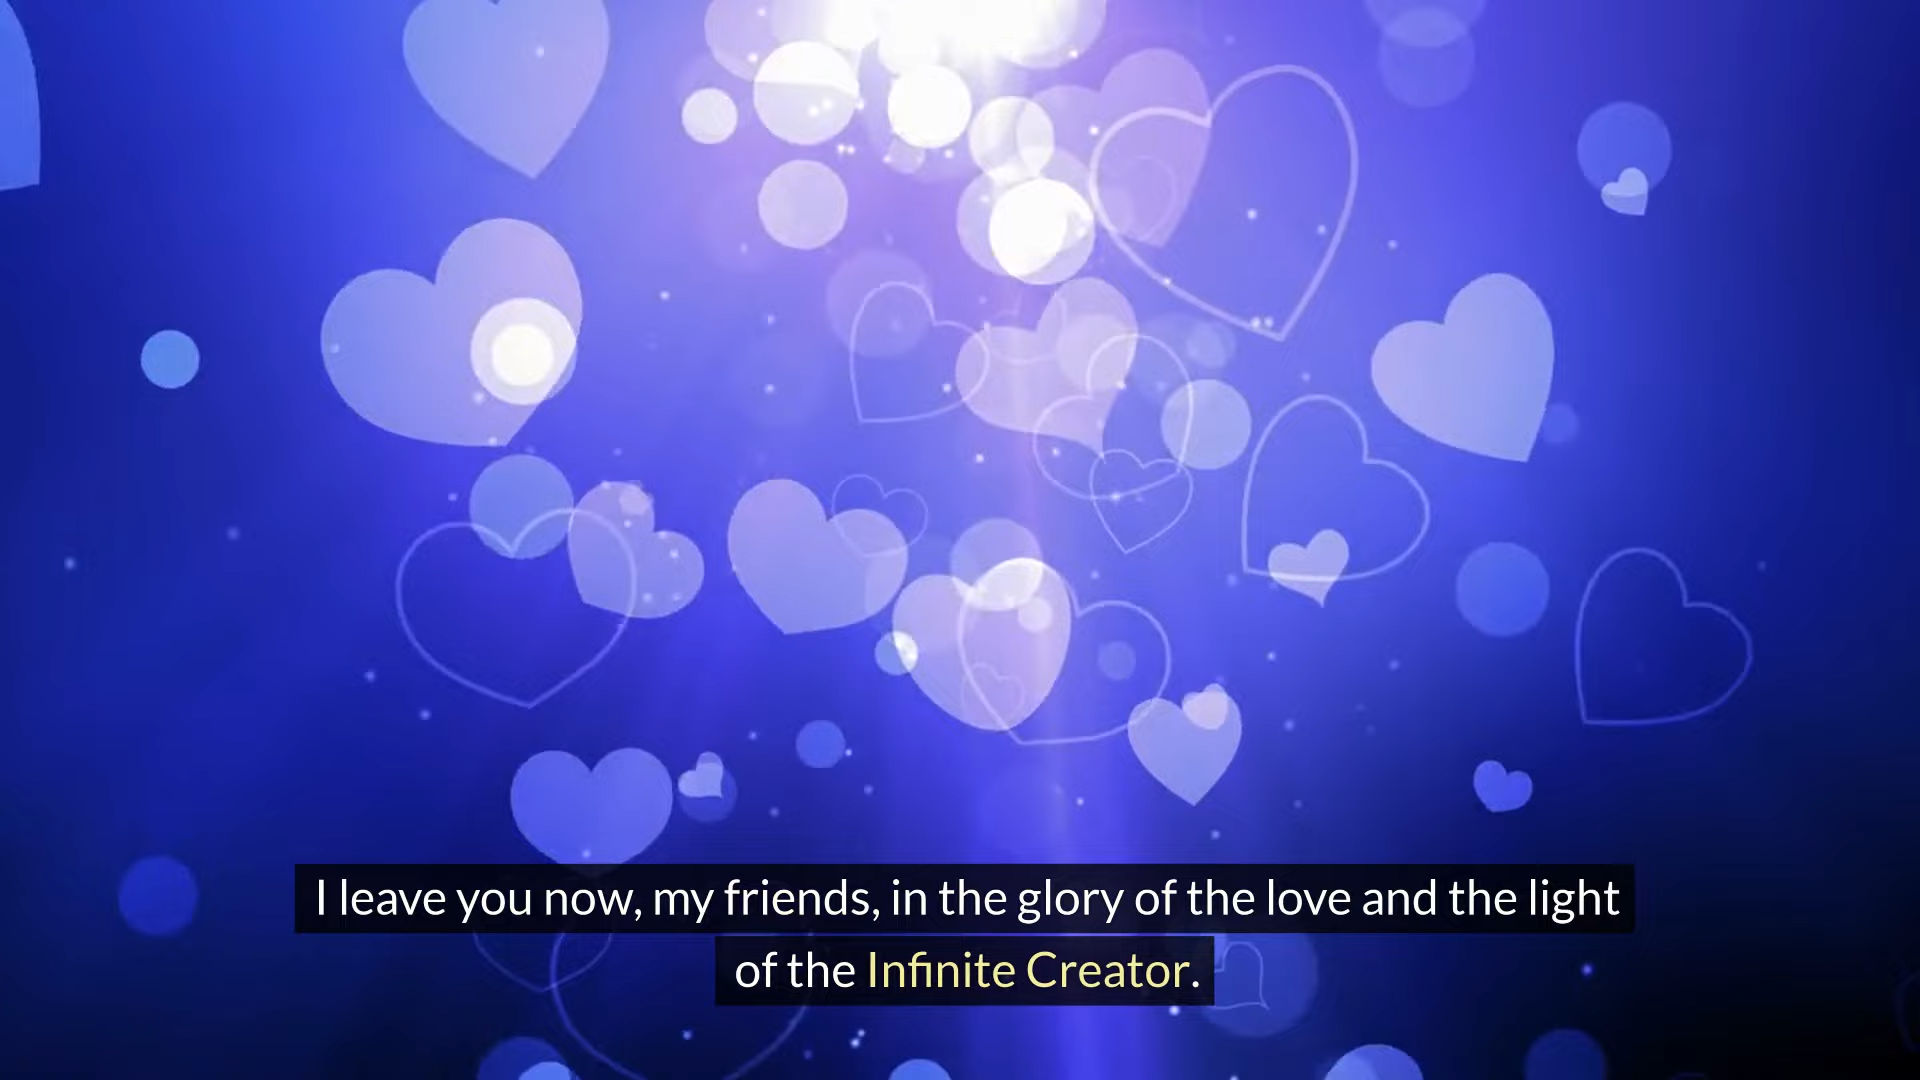 I leave you now, my friends, in the glory of the love and the light
of the Infinite Creator.